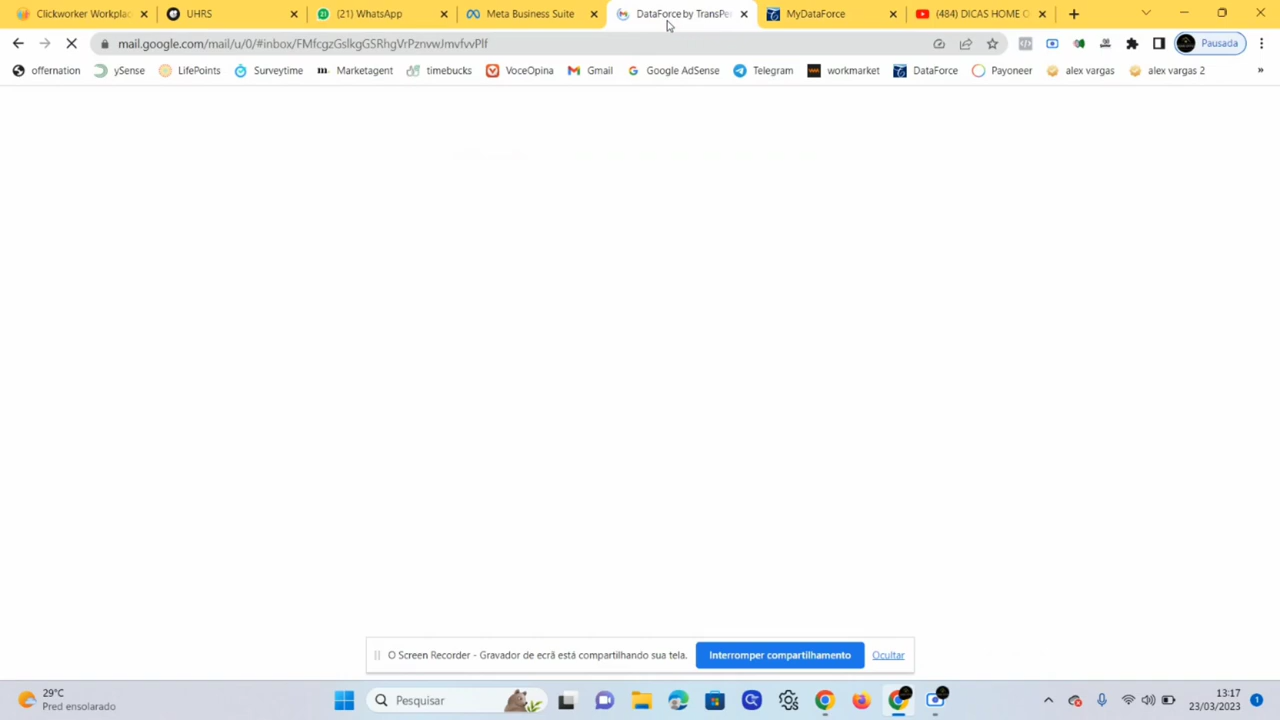 Clickworker Workplac
UHRS
(21) WhatsApp
Meta Business Suite
DataForce by TransPe
MyDataForce
(484) DICAS HOME O
mail.google.com/mail/u/0/#inbox/FMfcgzGslkgGSRhgVrPznvwJmvfvvPlf
Pausada
offernation
ySense
LifePoints
Surveytime
Marketagent
timebucks
VoceOpina
Gmail
Google AdSense
Telegram
workmarket
DataForce
Payoneer
alex vargas
alex vargas 2
»
O Screen Recorder - Gravador de ecrã está compartilhando sua tela.
Interromper compartilhamento
Ocultar
29°C
Pred ensolarado
Pesquisar
13:17
23/03/2023
1